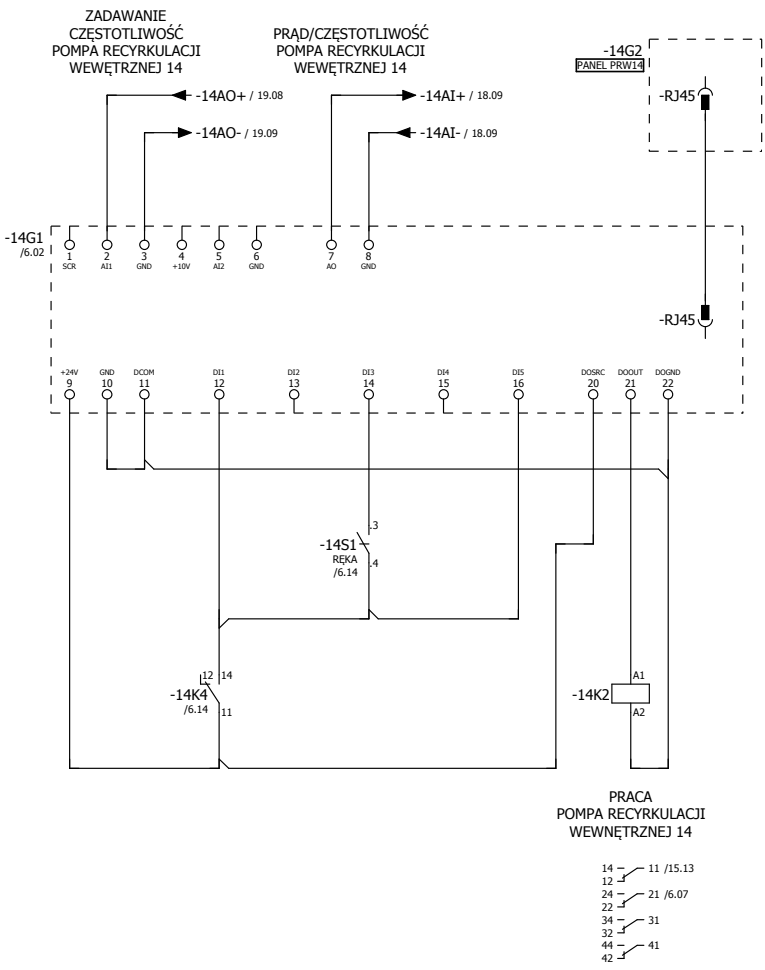 ZADAWANIE
CZĘSTOTLIWOŚĆ
POMPA RECYRKULACJI
WEWĘTRZNEJ 14
PRĄD/CZĘSTOTLIWOŚĆ
POMPA RECYRKULACJI
WEWĘTRZNEJ 14
-14G2
PANEL PRW14
-RJ45
-14AO+ / 19.08
-14AI+ / 18.09
-14AO- / 19.09
-14AI- / 18.09
-14G1
/6.02
1 2 3 4 5 6 7 8
SCR AI1 GND +10V AI2 GND AO GND
-RJ45
+24V GND DCOM DI1 DI2 DI3 DI4 DI5 DOSRC DOOUT DOGND
9 10 11 12 13 14 15 16 20 21 22
.3
-14S1
RĘKA
/6.14
.4
12 14
-14K4
/6.14
11
A1
-14K2
A2
PRACA
POMPA RECYRKULACJI
WEWNĘTRZNEJ 14
14 11 /15.13
12
24 21 /6.07
22
34 31
32
44 41
42